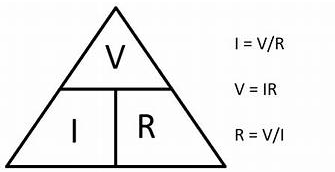 V
I R
I = V/R
V = IR
R = V/I